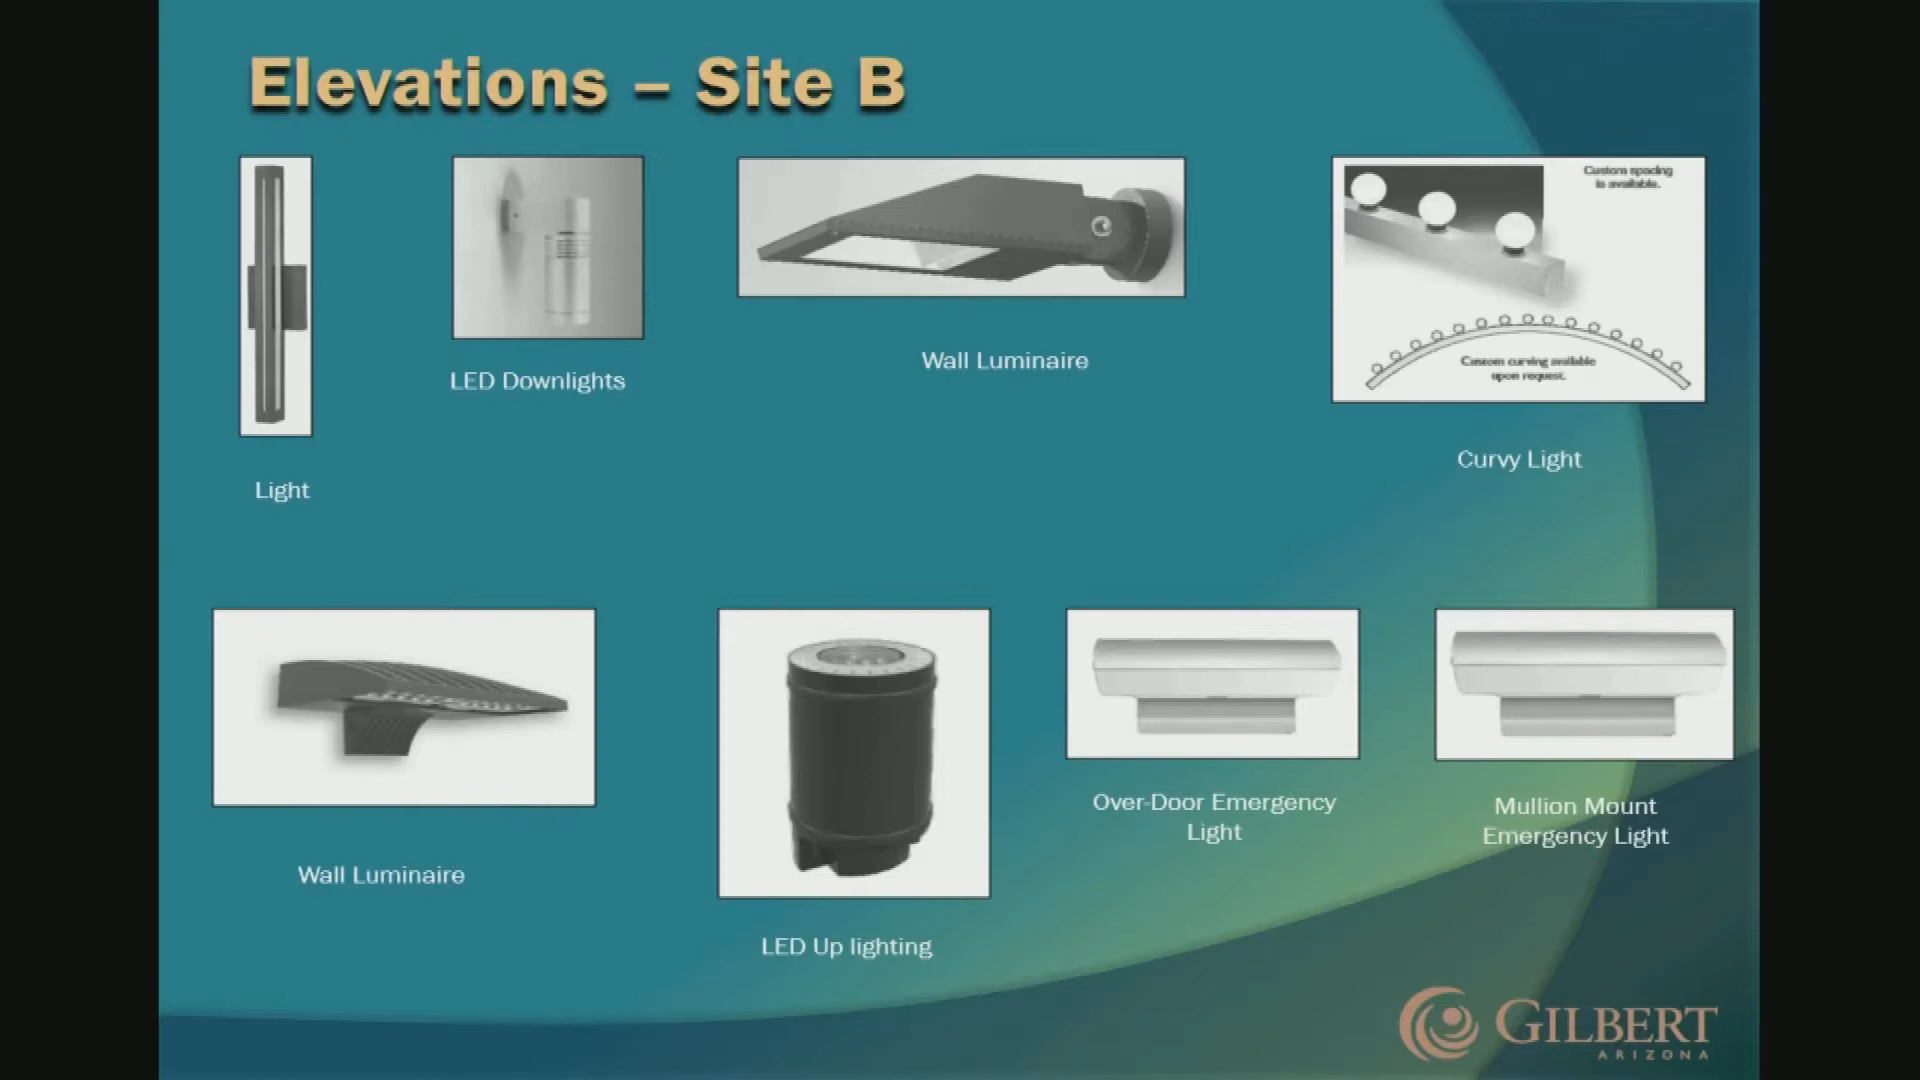 Elevations – Site B
Custom spacing
is available.
Custom curving available
upon request.
LED Downlights
Wall Luminaire
Curvy Light
Light
Over-Door Emergency
Light
Mullion Mount
Emergency Light
Wall Luminaire
LED Up lighting
GILBERT
ARIZONA